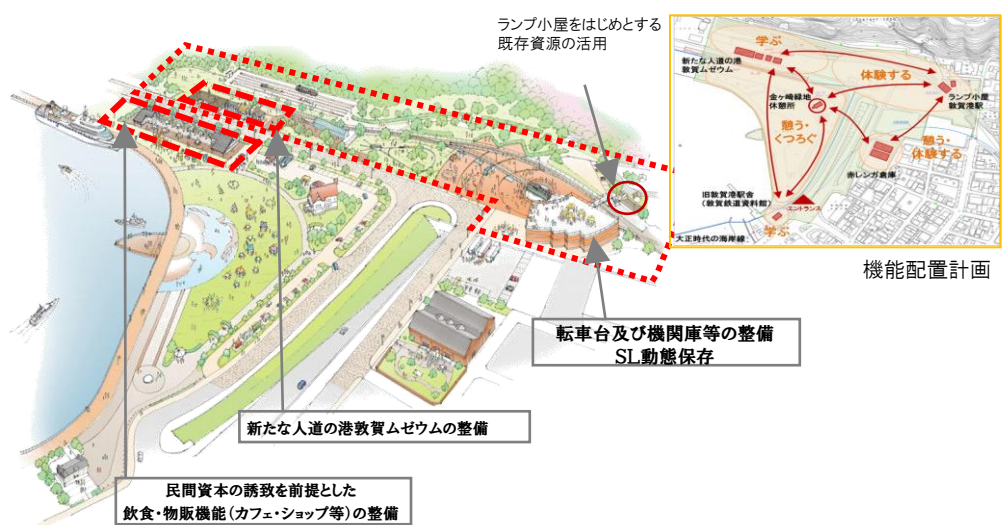 ランプ小屋をはじめとする
既存資源の活用
学ぶ
新たな人道の港
敦賀ムゼウム
体験する
ランプ小屋
敦賀港駅
金ヶ崎緑地
休憩所
憩う・
くつろぐ
憩う・
体験する
赤レンガ倉庫
旧敦賀港駅舎
(敦賀鉄道資料館)
エントランス
学ぶ
大正時代の海岸線
機能配置計画
転車台及び機関庫等の整備
SL動態保存
新たな人道の港敦賀ムゼウムの整備
民間資本の誘致を前提とした
飲食・物販機能(カフェ・ショップ等)の整備